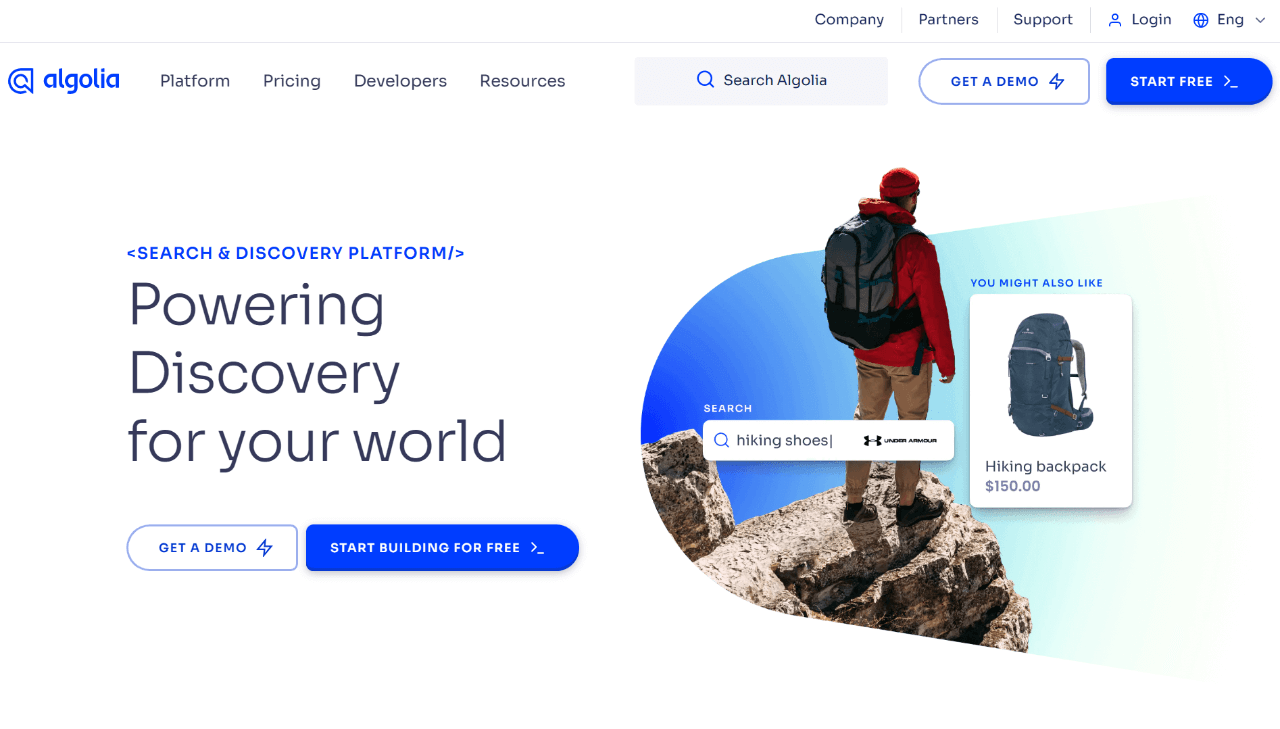 Company Partners Support Login Eng
algolia Platform Pricing Developers Resources Search Algolia GET A DEMO START FREE
<SEARCH & DISCOVERY PLATFORM/>
Powering
Discovery
for your world
GET A DEMO START BUILDING FOR FREE
YOU MIGHT ALSO LIKE
SEARCH
hiking shoes| UNDER ARMOUR
Hiking backpack
$150.00